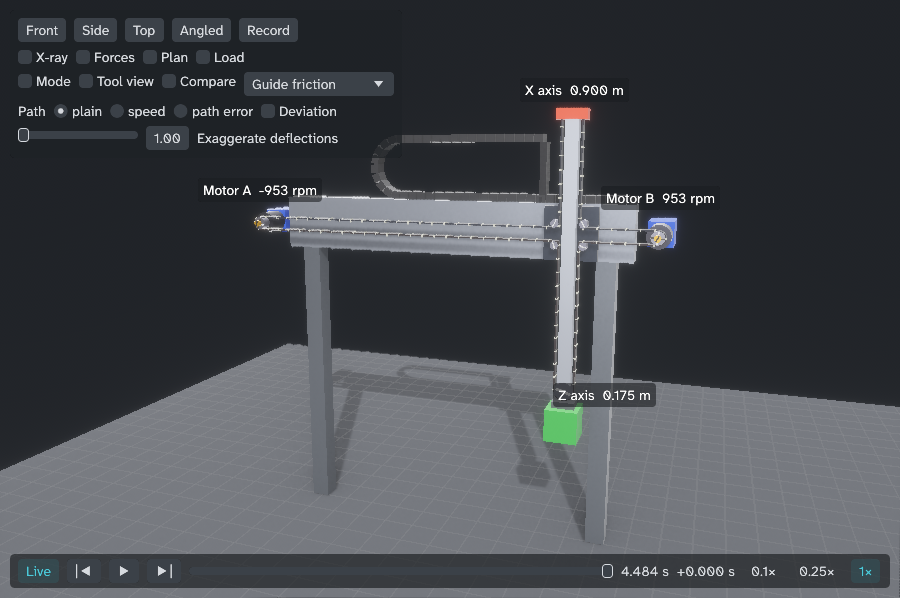 Front Side Top Angled Record
X-ray Forces Plan Load
Mode Tool view Compare Guide friction
Path plain speed path error Deviation
1.00 Exaggerate deflections
X axis 0.900 m
Motor A -953 rpm
Motor B 953 rpm
Z axis 0.175 m
Live 4.484 s +0.000 s 0.1× 0.25× 1×